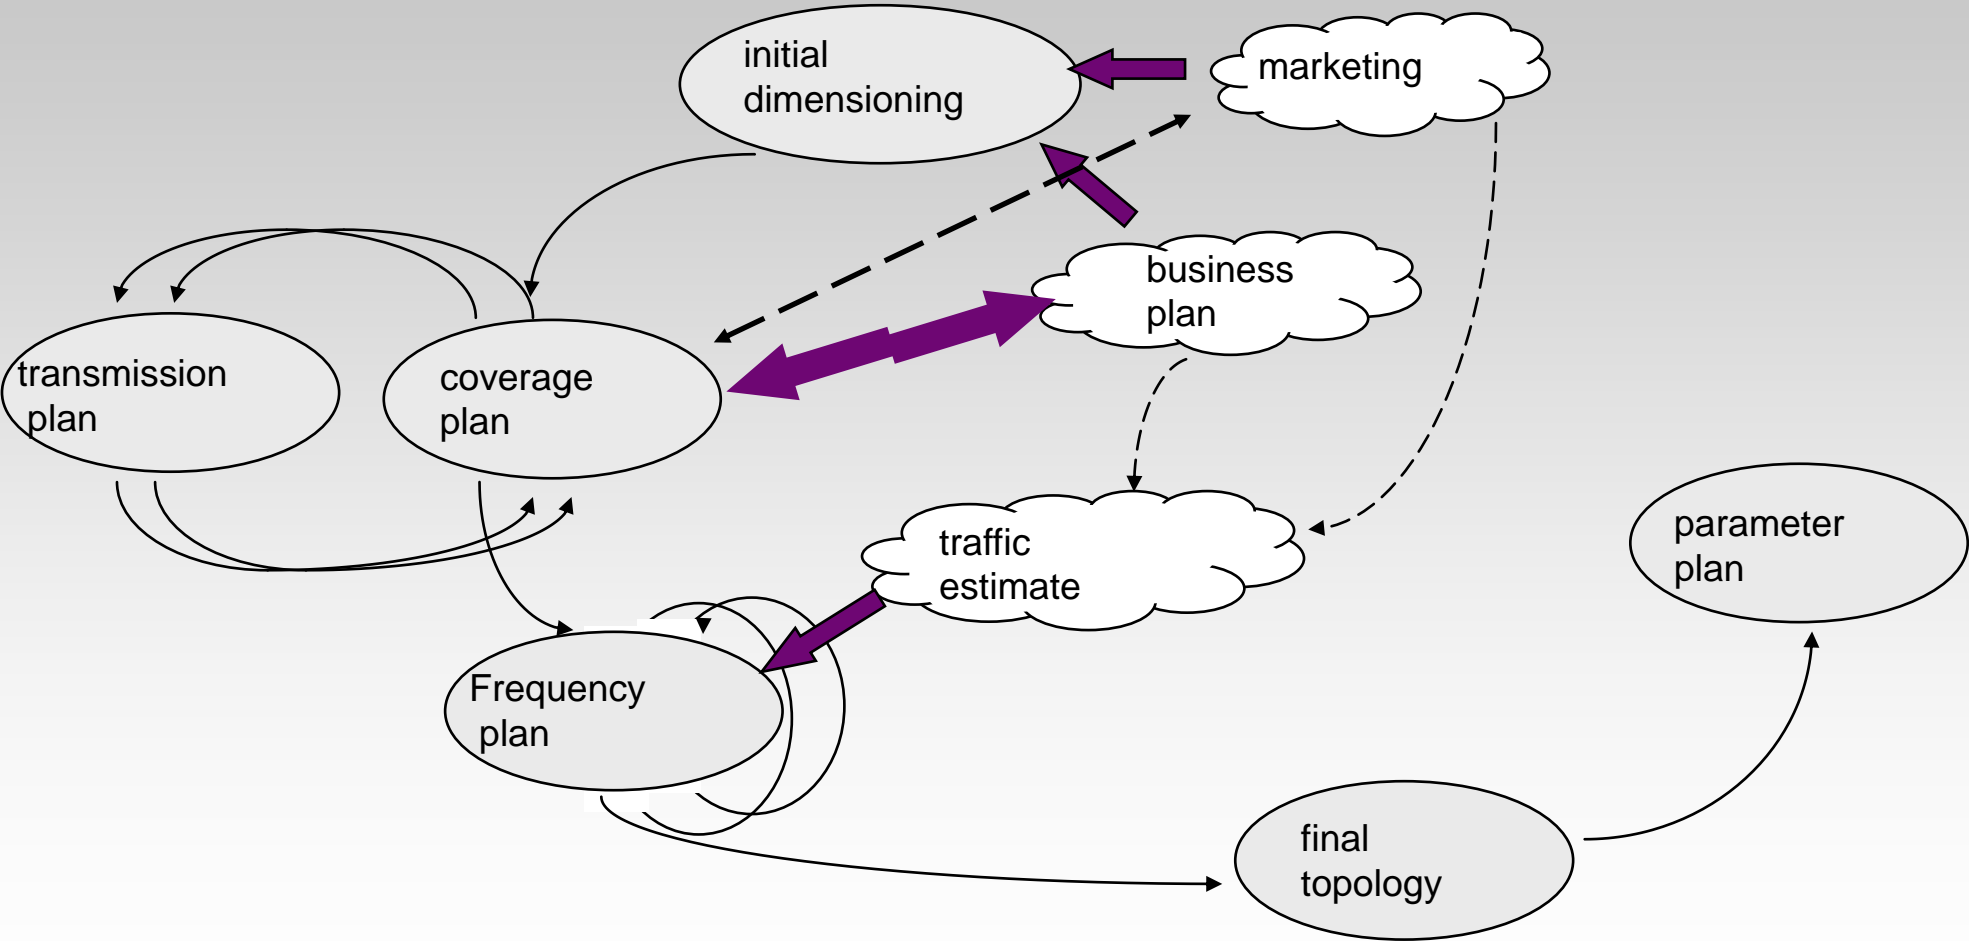 initial
dimensioning
marketing
business
plan
transmission
plan
coverage
plan
traffic
estimate
parameter
plan
Frequency
plan
final
topology